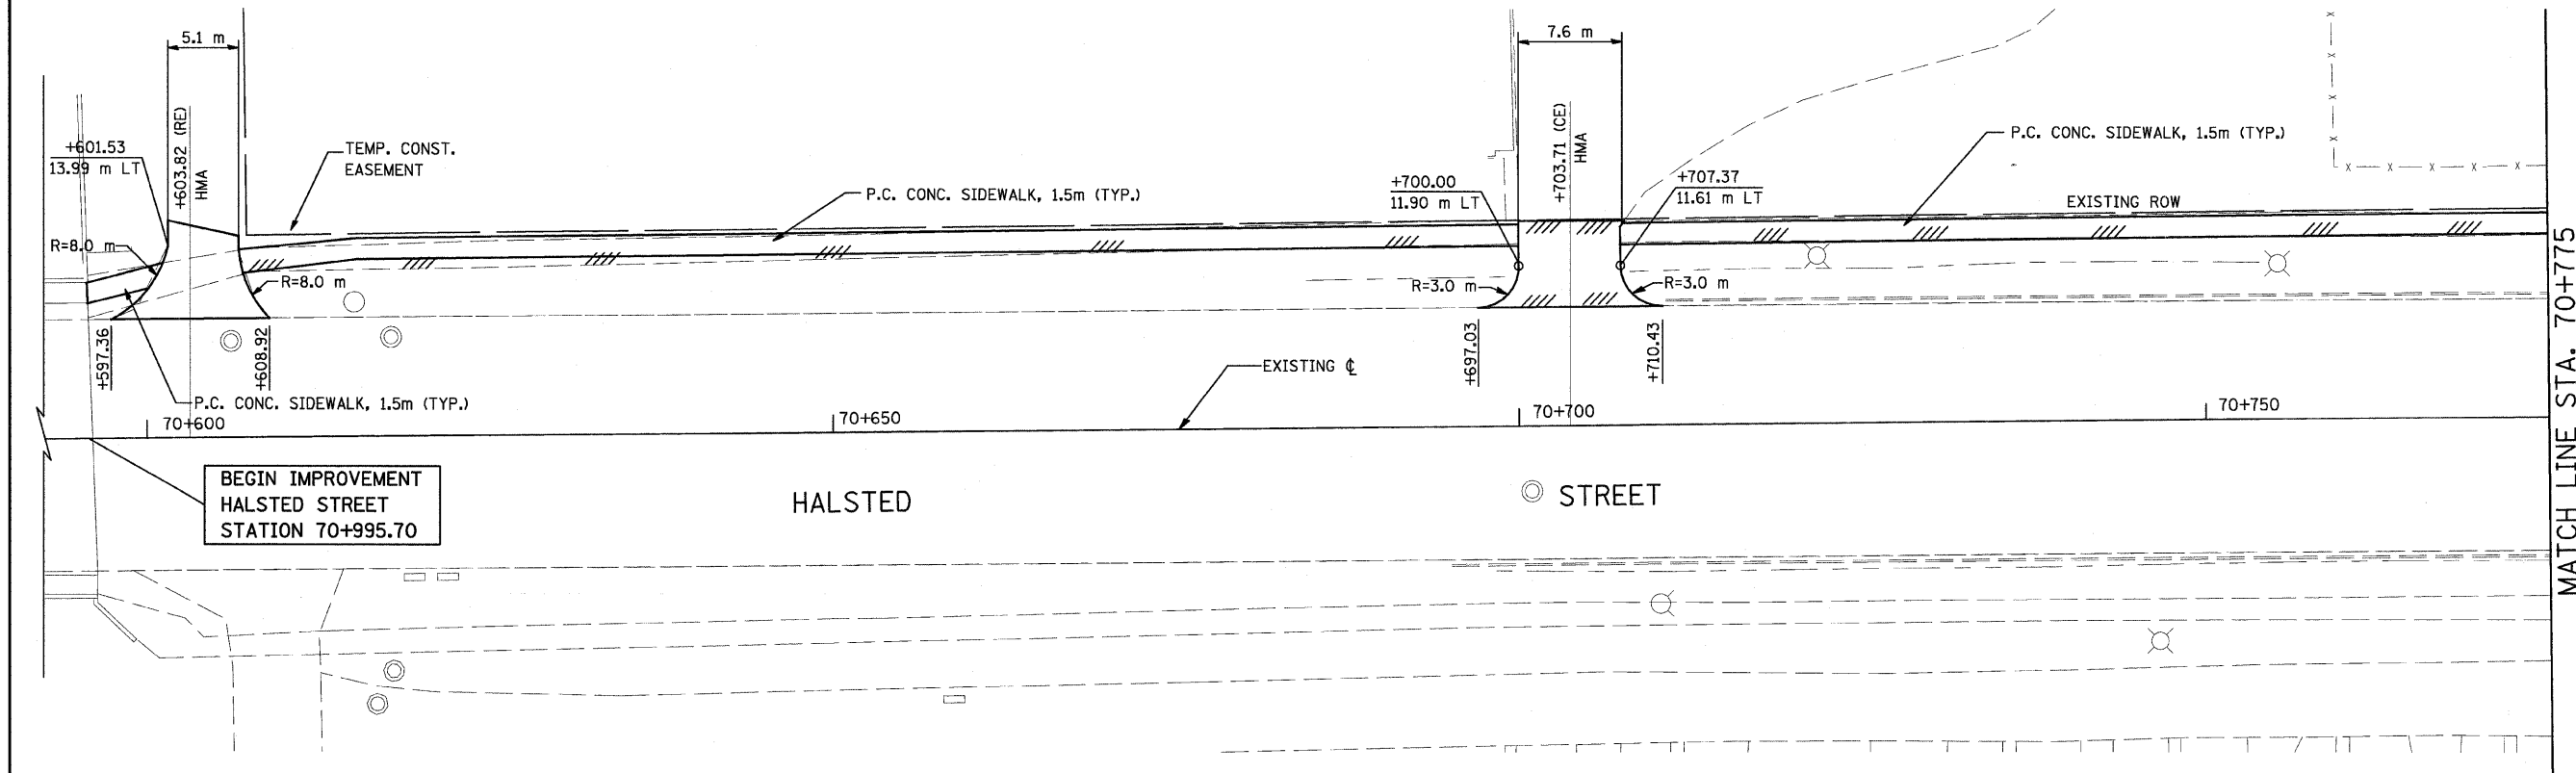 5.1 m
7.6 m
+601.53
13.99 m LT
+603.82 (RE)
HMA
TEMP. CONST.
EASEMENT
P.C. CONC. SIDEWALK, 1.5m (TYP.)
+700.00
11.90 m LT
+703.71 (CE)
HMA
+707.37
11.61 m LT
P.C. CONC. SIDEWALK, 1.5m (TYP.)
EXISTING ROW
R=8.0 m
R=8.0 m
R=3.0 m
R=3.0 m
+597.36
+608.92
+697.03
+710.43
EXISTING ℄
P.C. CONC. SIDEWALK, 1.5m (TYP.)
70+600
70+650
70+700
70+750
BEGIN IMPROVEMENT
HALSTED STREET
STATION 70+995.70
HALSTED STREET
MATCH LINE STA. 70+775